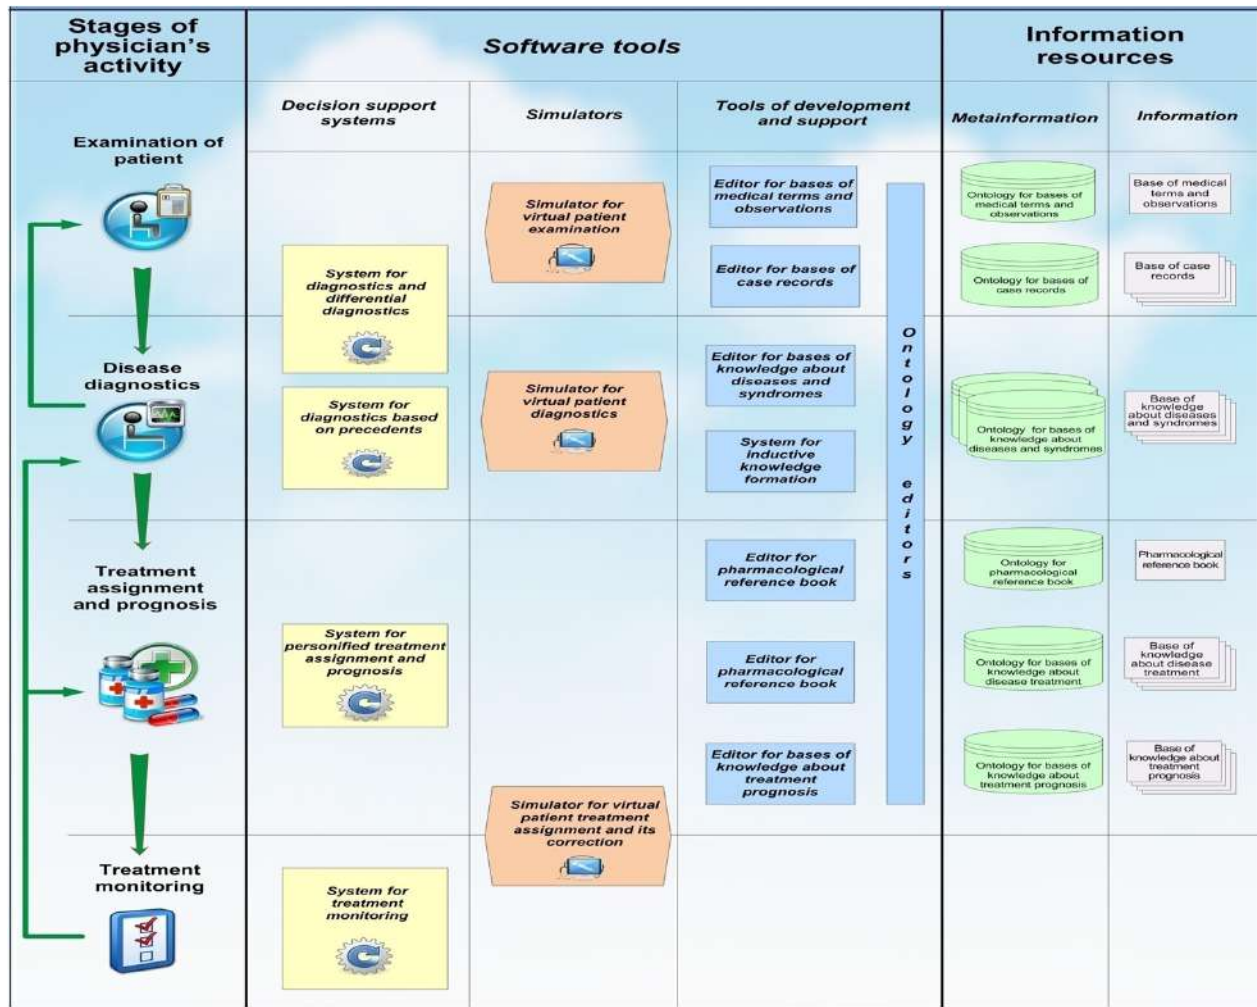 Stages of
physician's
activity
Software tools
Information
resources
Decision support
systems
Simulators
Tools of development
and support
Metainformation
Information
Examination of
patient
Disease
diagnostics
Treatment
assignment
and prognosis
Treatment
monitoring
System for
diagnostics and
differential
diagnostics
System for
diagnostics based
on precedents
System for
personified treatment
assignment and
prognosis
System for
treatment
monitoring
Simulator for
virtual patient
examination
Simulator for
virtual patient
diagnostics
Simulator for virtual
patient treatment
assignment and its
correction
Editor for bases of
medical terms and
observations
Editor for bases of
case records
Editor for bases of
knowledge about
diseases and
syndromes
System for
inductive
knowledge
formation
Editor for
pharmacological
reference book
Editor for
pharmacological
reference book
Editor for bases of
knowledge about
treatment
prognosis
Ontology editors
Ontology for bases of
medical terms and
observations
Ontology for bases of
case records
Ontology for bases of
knowledge about
diseases and syndromes
Ontology for
pharmacological
reference book
Ontology for bases of
knowledge about
disease treatment
Ontology for bases of
knowledge about
treatment prognosis
Base of medical
terms and
observations
Base of case
records
Base of
knowledge
about diseases
and syndromes
Pharmacological
reference book
Base of
knowledge
about disease
treatment
Base of
knowledge about
treatment
prognosis